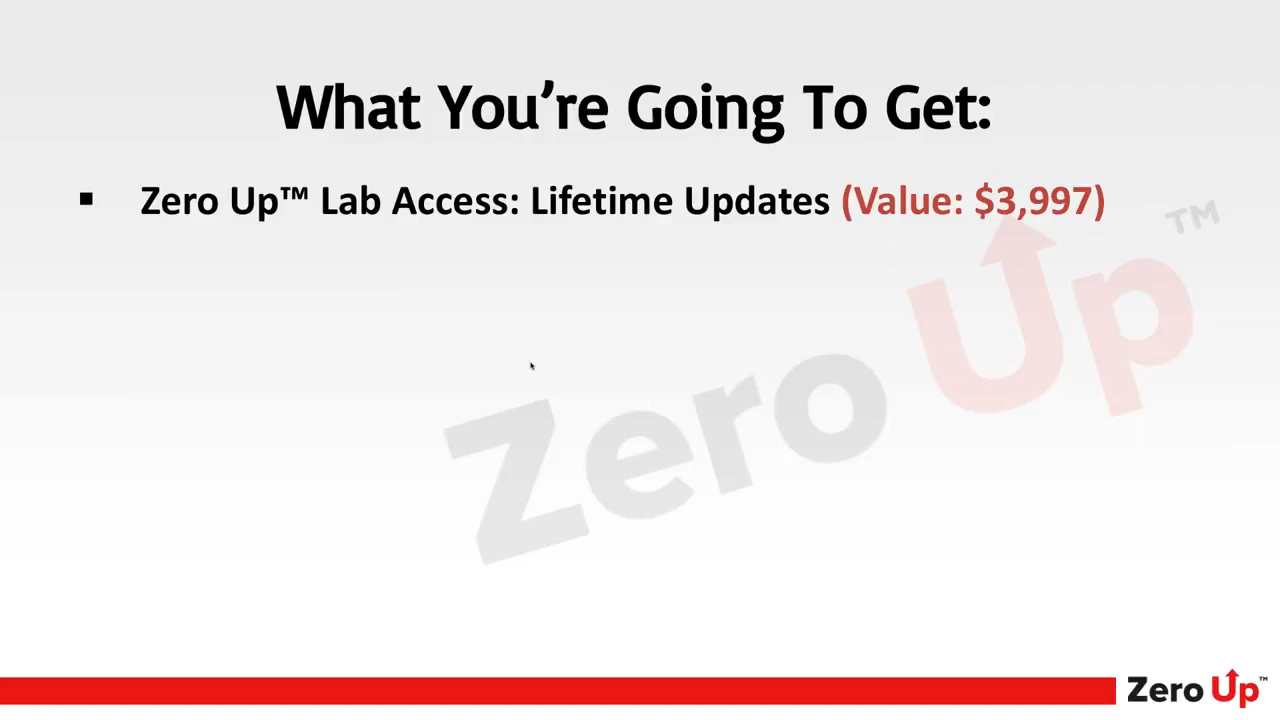 What You’re Going To Get:
▪ Zero Up™ Lab Access: Lifetime Updates (Value: $3,997)
Zero Up™
Zero Up™